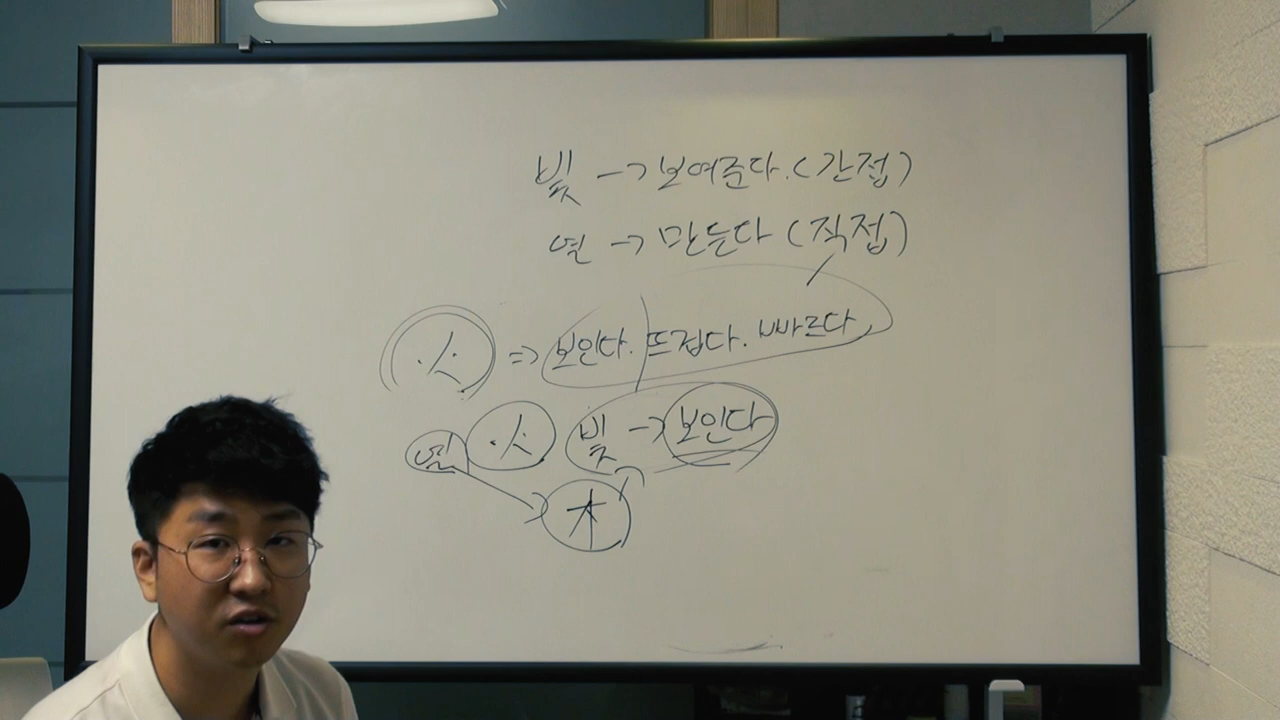 빛 → 보여준다. (간접)
열 → 만든다 (직접)
火 ⇒ 보인다. 뜨겁다. 빠르다
열 火 빛 → 보인다
木